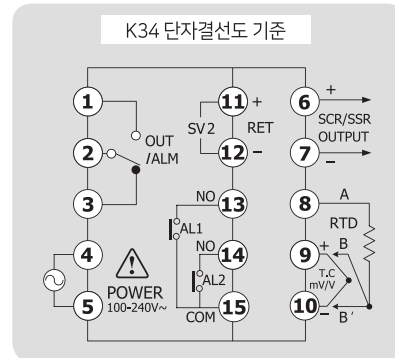 K34 단자결선도 기준
1
2
3
4
5
OUT
/ALM
POWER
100-240V~
11 +
SV2 RET
12 −
NO 13
AL1
NO 14
AL2
COM 15
6 +
SCR/SSR
OUTPUT
7 −
8 A
RTD
9 + B
T.C
mV/V
10 − B'